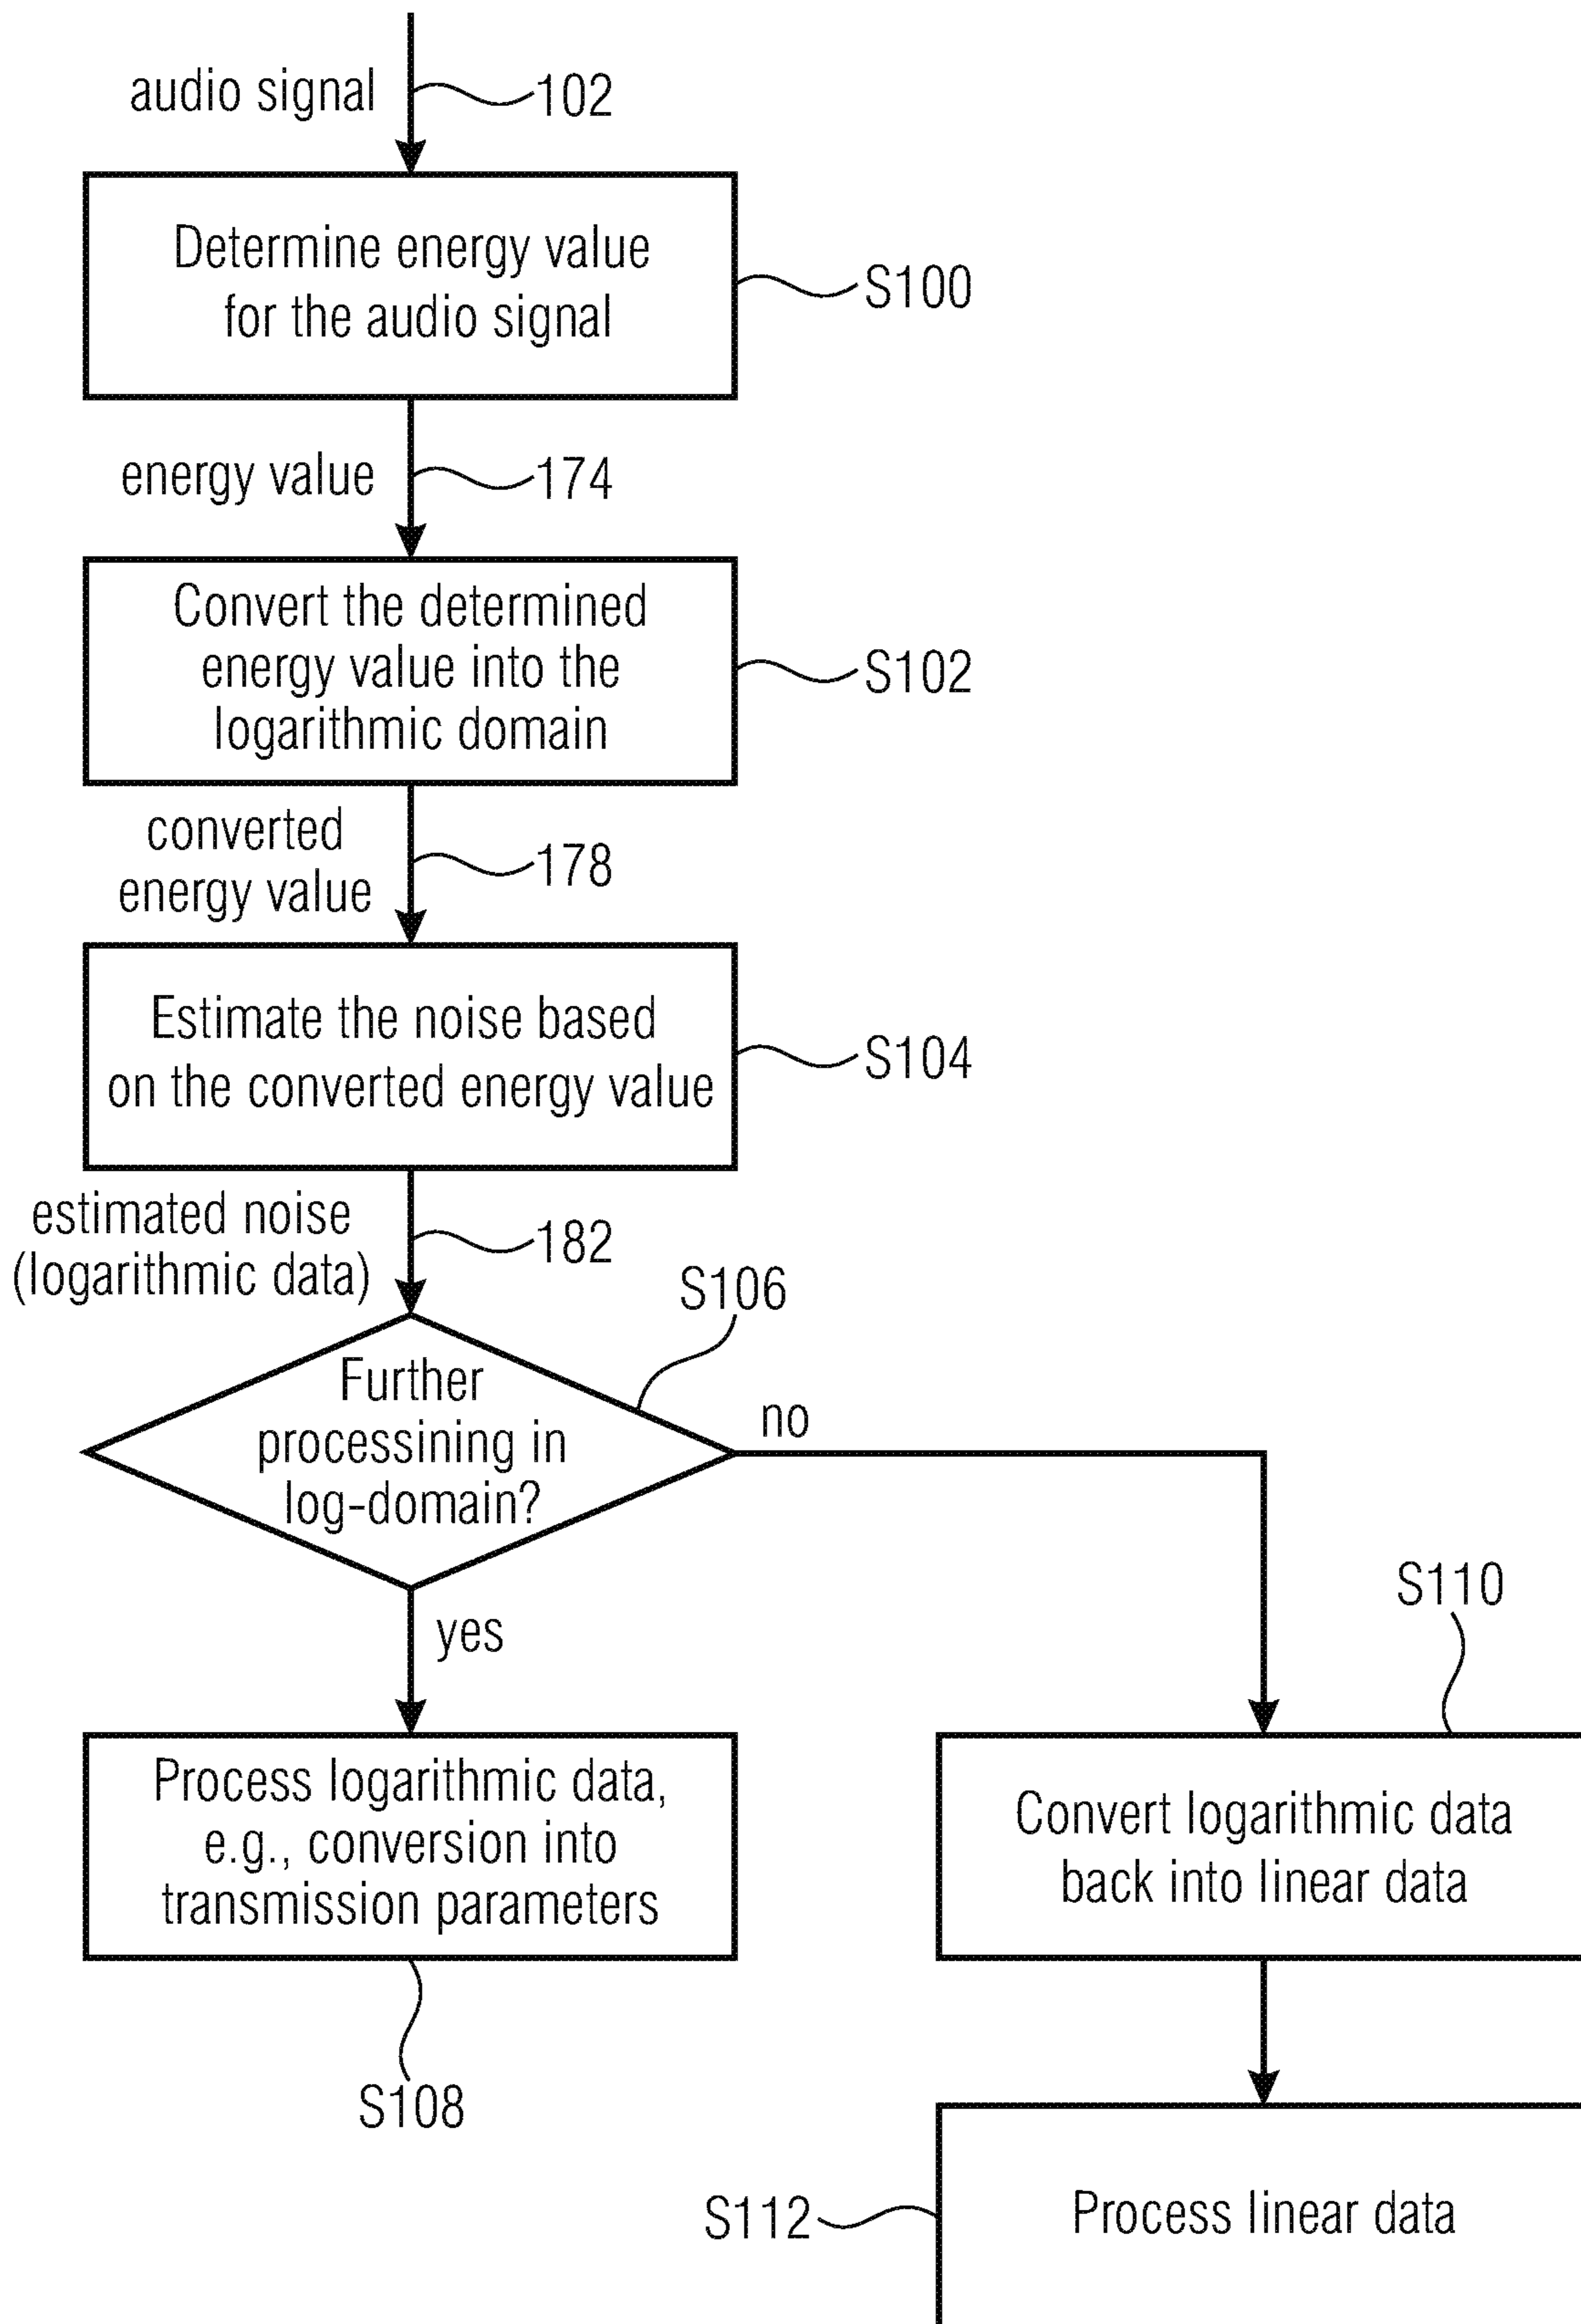 audio signal
102
Determine energy value
for the audio signal
S100
energy value
174
Convert the determined
energy value into the
logarithmic domain
S102
converted
energy value
178
Estimate the noise based
on the converted energy value
S104
estimated noise
(logarithmic data)
182
S106
Further
processining in
log-domain?
no
yes
S110
Process logarithmic data,
e.g., conversion into
transmission parameters
S108
Convert logarithmic data
back into linear data
S112
Process linear data